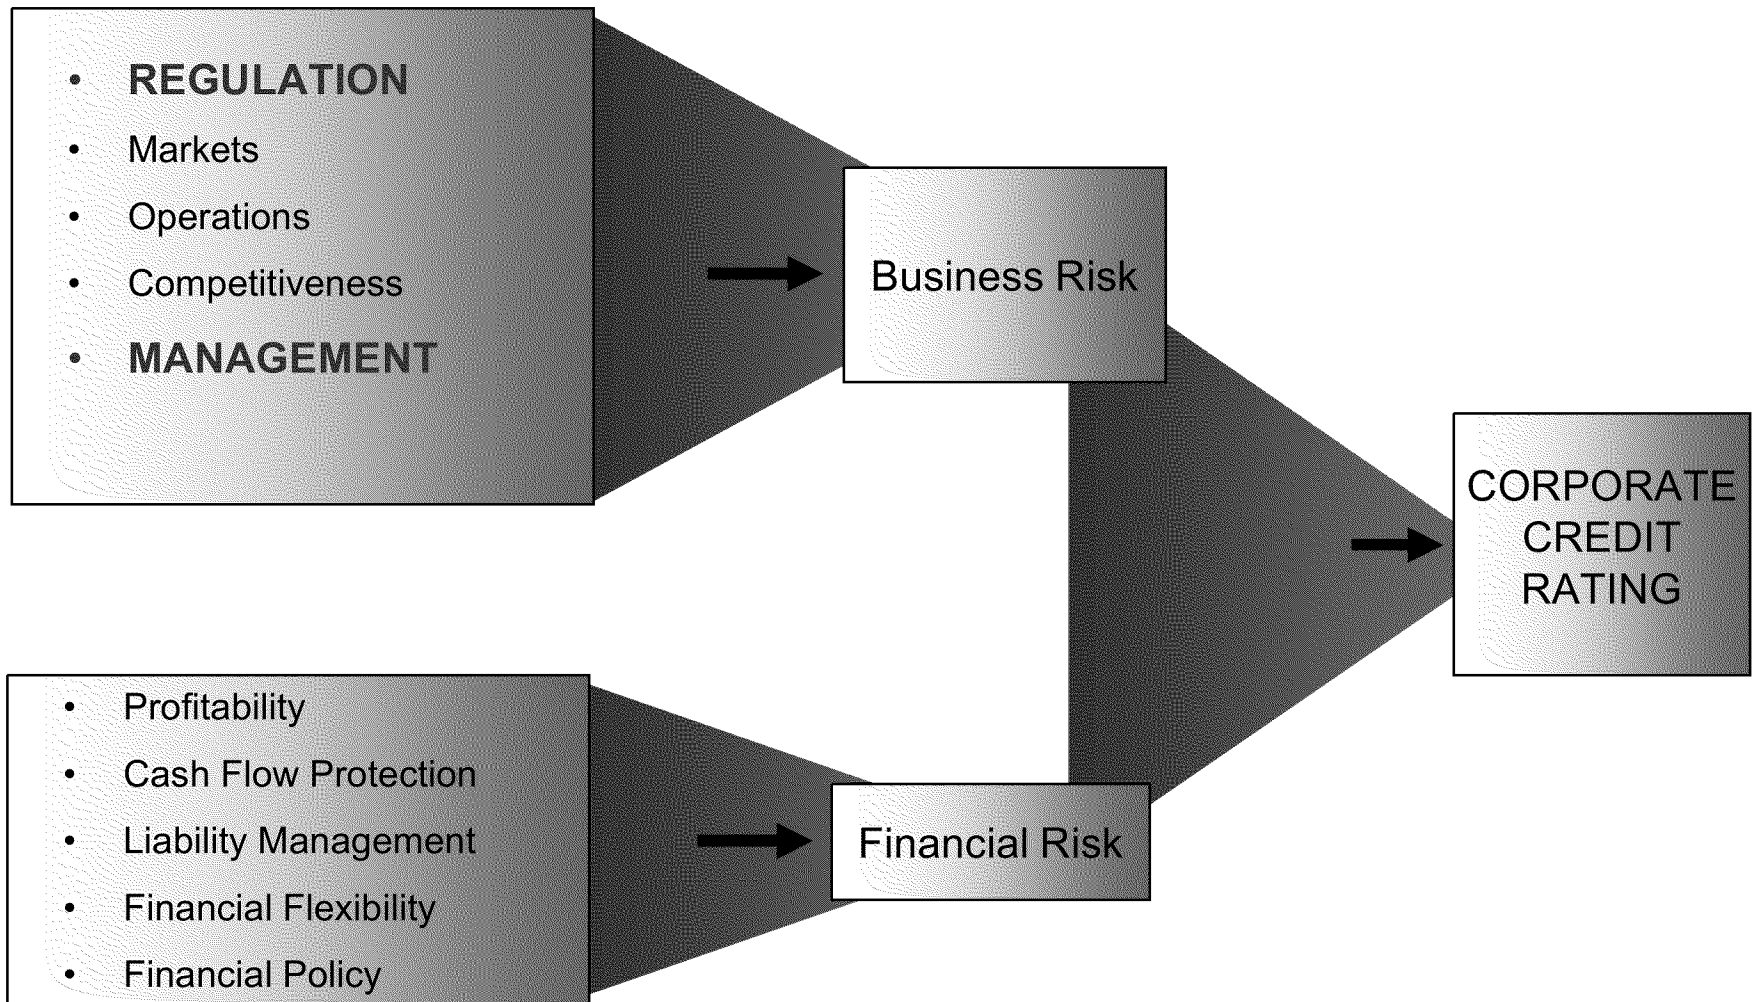 • REGULATION
• Markets
• Operations
• Competitiveness
• MANAGEMENT
Business Risk
CORPORATE
CREDIT
RATING
• Profitability
• Cash Flow Protection
• Liability Management
• Financial Flexibility
• Financial Policy
Financial Risk